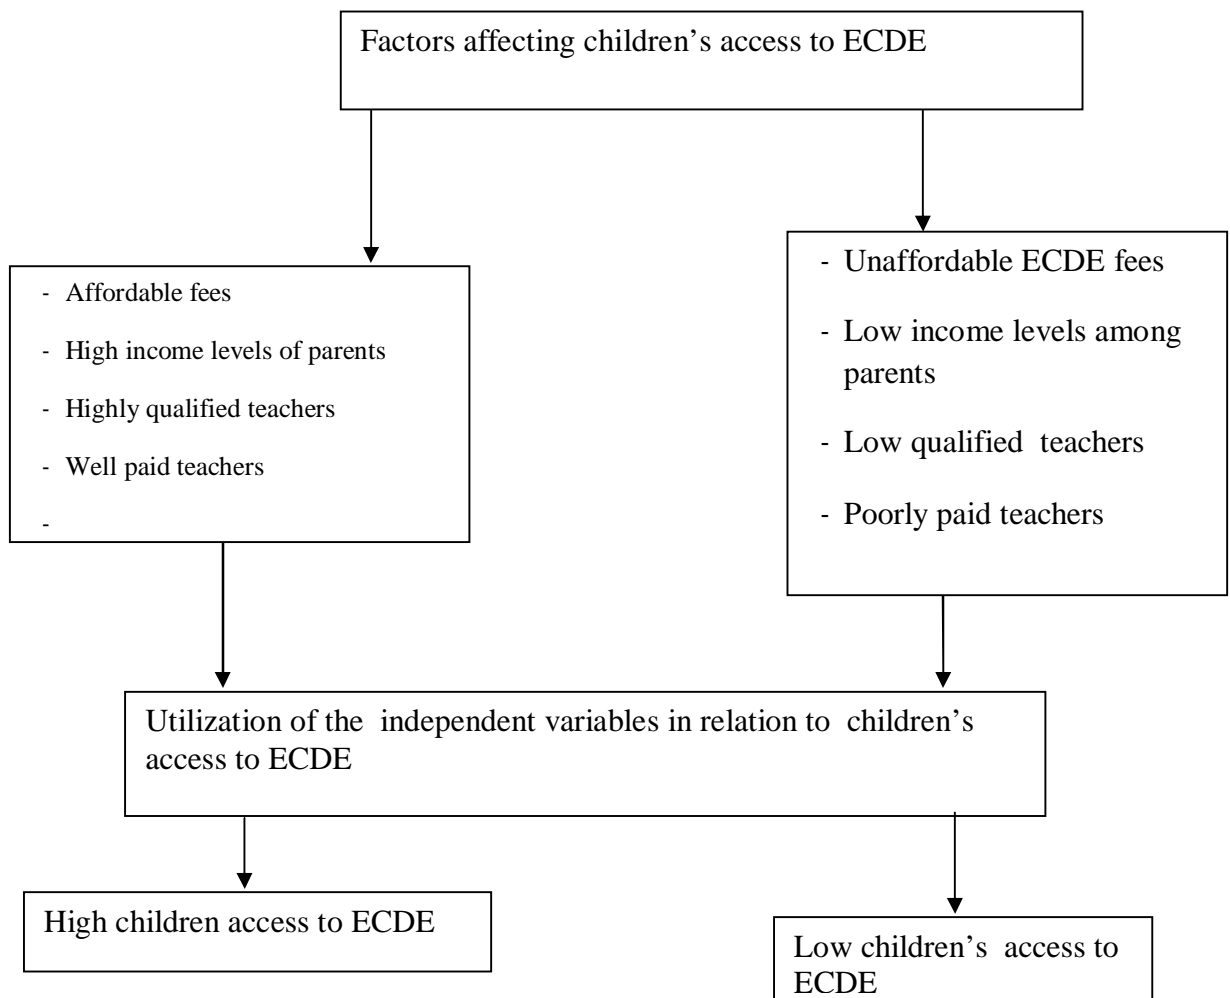 Factors affecting children’s access to ECDE
- Affordable fees
- High income levels of parents
- Highly qualified teachers
- Well paid teachers
-
- Unaffordable ECDE fees
- Low income levels among
parents
- Low qualified  teachers
- Poorly paid teachers
Utilization of the  independent variables in relation to  children’s
access to ECDE
High children access to ECDE
Low children’s  access to
ECDE